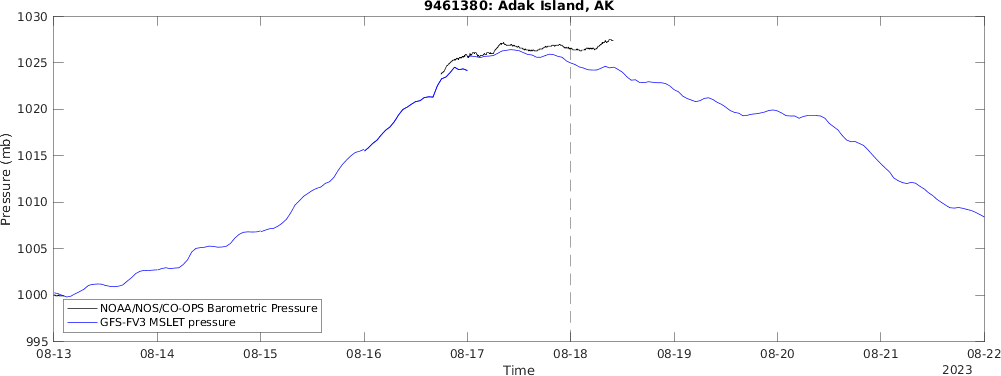 9461380: Adak Island, AK
Pressure (mb)
1030
1025
1020
1015
1010
1005
1000
995
NOAA/NOS/CO-OPS Barometric Pressure
GFS-FV3 MSLET pressure
08-13 08-14 08-15 08-16 08-17 08-18 08-19 08-20 08-21 08-22
Time
2023